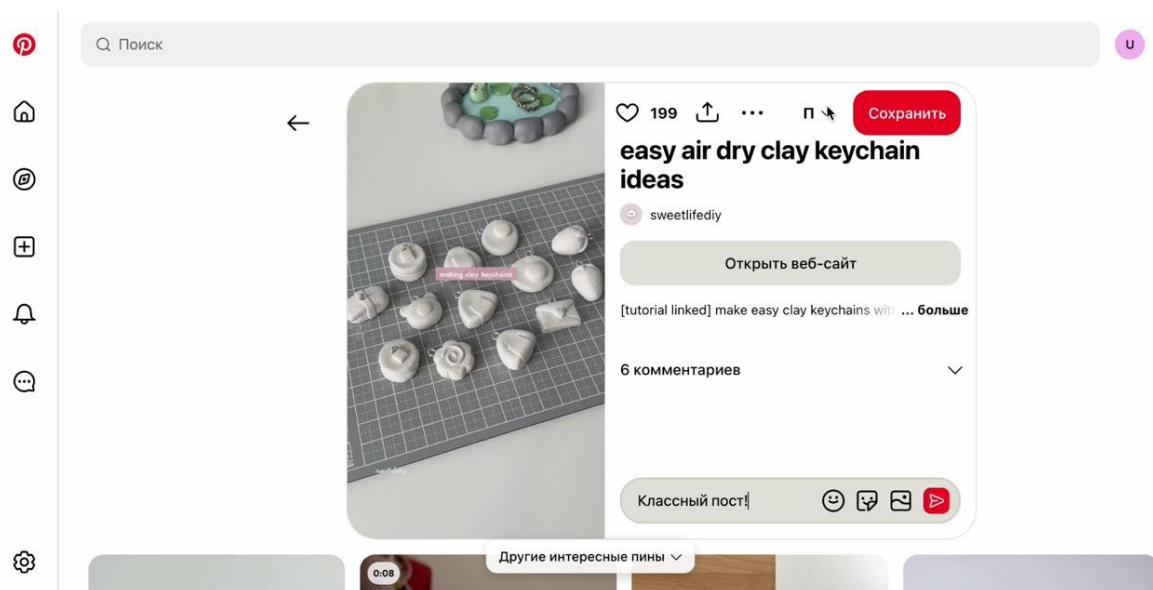 Поиск
U
199
П
Сохранить
easy air dry clay keychain
ideas
sweetlifediy
Открыть веб-сайт
[tutorial linked] make easy clay keychains wit
... больше
6 комментариев
Классный пост!
making clay keychains
Другие интересные пины
0:08